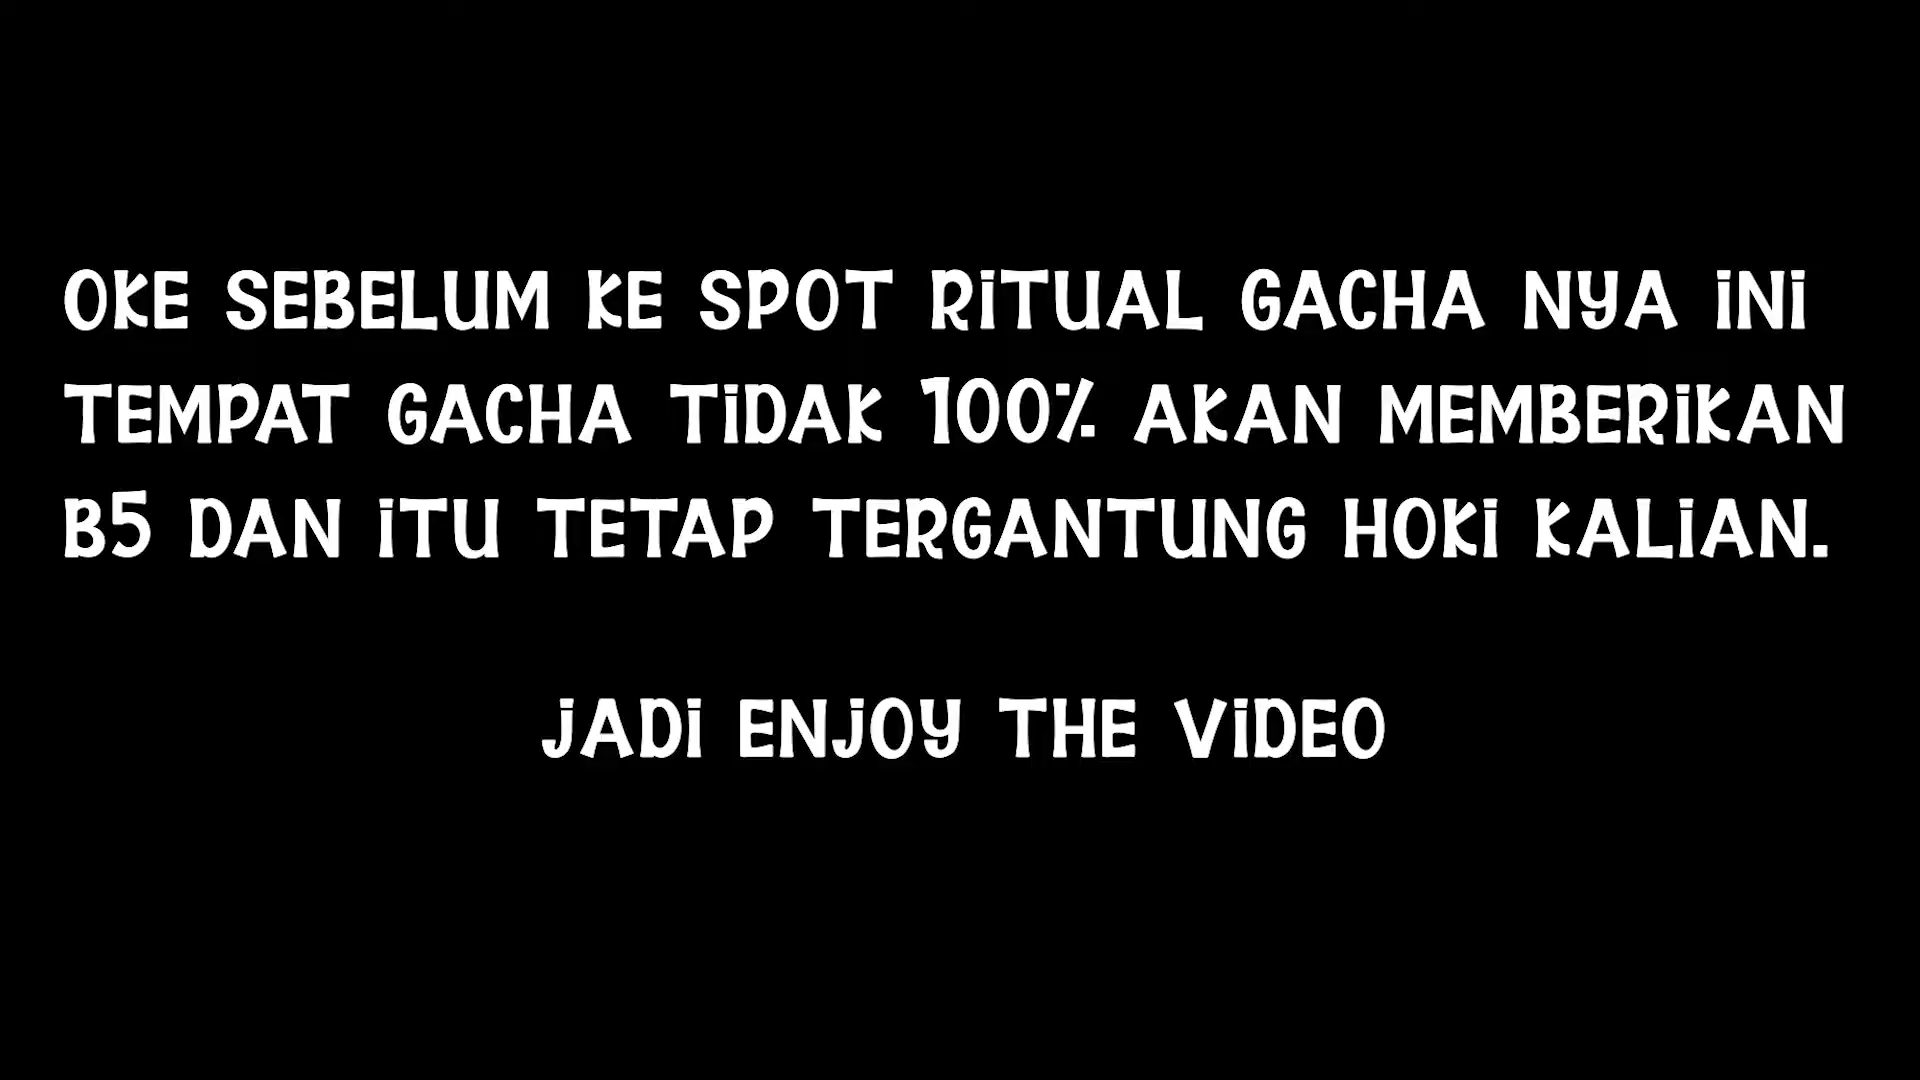 OKE SEBELUM KE SPOT RITUAL GACHA NYA INI
TEMPAT GACHA TIDAK 100% AKAN MEMBERIKAN
B5 DAN ITU TETAP TERGANTUNG HOKI KALIAN.
JADI ENJOY THE VIDEO